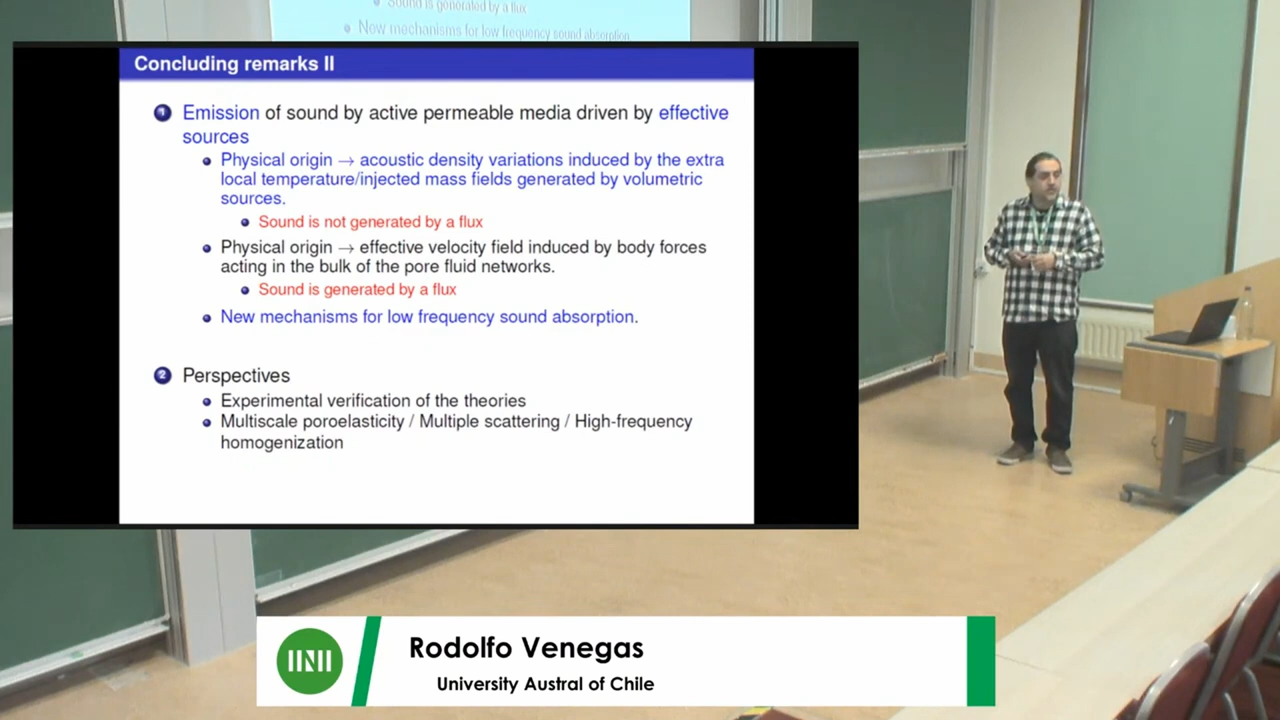 Sound is generated by a flux
New mechanisms for low frequency sound absorption.
Concluding remarks II
1 Emission of sound by active permeable media driven by effective
sources
Physical origin → acoustic density variations induced by the extra
local temperature/injected mass fields generated by volumetric
sources.
Sound is not generated by a flux
Physical origin → effective velocity field induced by body forces
acting in the bulk of the pore fluid networks.
Sound is generated by a flux
New mechanisms for low frequency sound absorption.
2 Perspectives
Experimental verification of the theories
Multiscale poroelasticity / Multiple scattering / High-frequency
homogenization
Rodolfo Venegas
University Austral of Chile